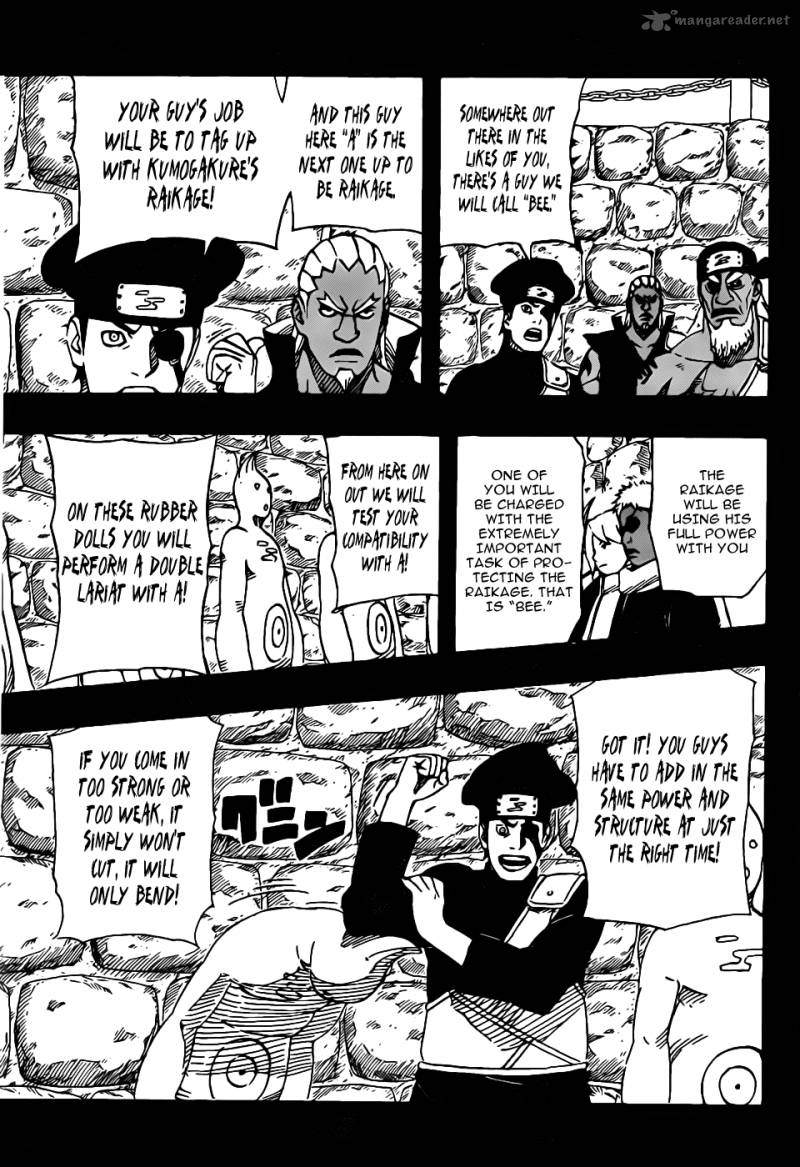 mangareader.net
SOMEWHERE OUT
THERE IN THE
LIKES OF YOU,
THERE'S A GUY WE
WILL CALL "BEE."
AND THIS GUY
HERE "A" IS THE
NEXT ONE UP TO
BE RAIKAGE.
YOUR GUY'S JOB
WILL BE TO TAG UP
WITH KUMOGAKURE'S
RAIKAGE!
THE
RAIKAGE
WILL BE
USING HIS
FULL POWER
WITH YOU
ONE OF
YOU WILL
BE CHARGED
WITH THE
EXTREMELY
IMPORTANT
TASK OF PRO-
TECTING THE
RAIKAGE. THAT
IS "BEE."
FROM HERE ON
OUT WE WILL
TEST YOUR
COMPATIBILITY
WITH A!
ON THESE RUBBER
DOLLS YOU WILL
PERFORM A DOUBLE
LARIAT WITH A!
GOT IT! YOU GUYS
HAVE TO ADD IN THE
SAME POWER AND
STRUCTURE AT JUST
THE RIGHT TIME!
グニッ
IF YOU COME IN
TOO STRONG OR
TOO WEAK, IT
SIMPLY WON'T
CUT, IT WILL
ONLY BEND!